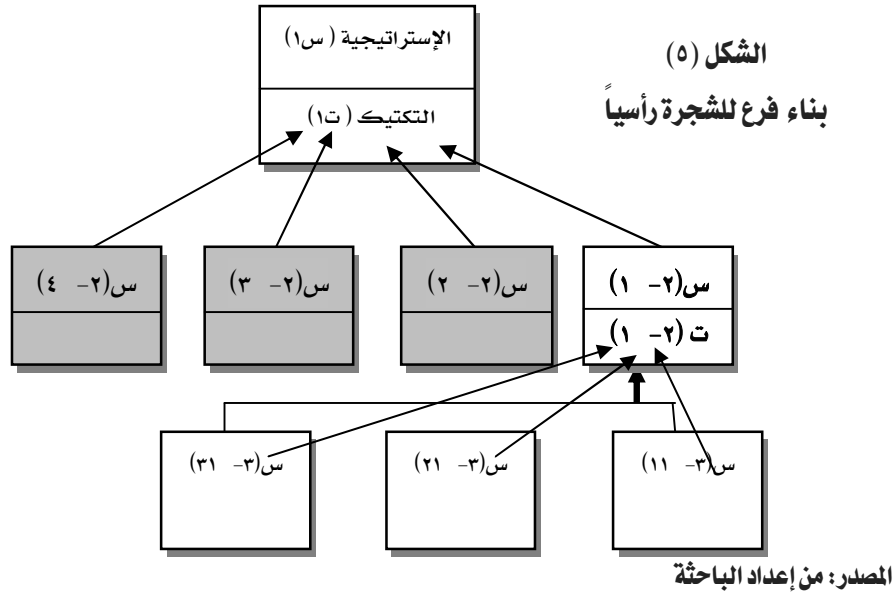 الشكل (٥)
بناء فرع للشجرة رأسياً
الإستراتيجية ( س١)
التكتيك ( ت١)
س(٢- ١)
ت (٢- ١)
س(٢- ٢)
س(٢- ٣)
س(٢- ٤)
س(٣- ١١)
س(٣- ٢١)
س(٣- ٣١)
المصدر: من إعداد الباحثة